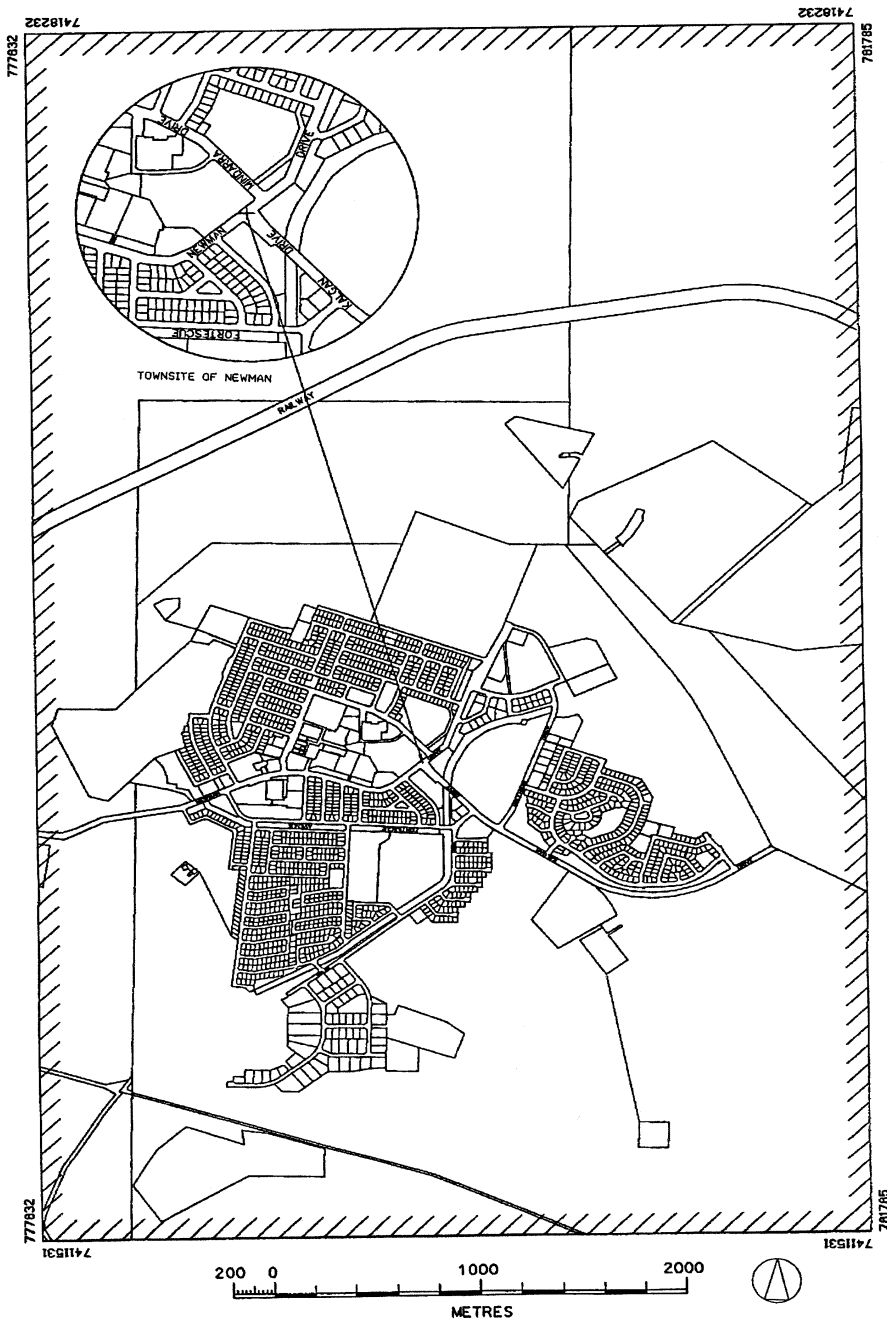 7418232
7418232
777832
781785
DRIVE
MINDARRA
DRIVE
NEWMAN
DRIVE
KALGAN
FORTESCUE
TOWNSITE OF NEWMAN
RAILWAY
777832
781785
7411531
7411531
200 0 1000 2000
METRES